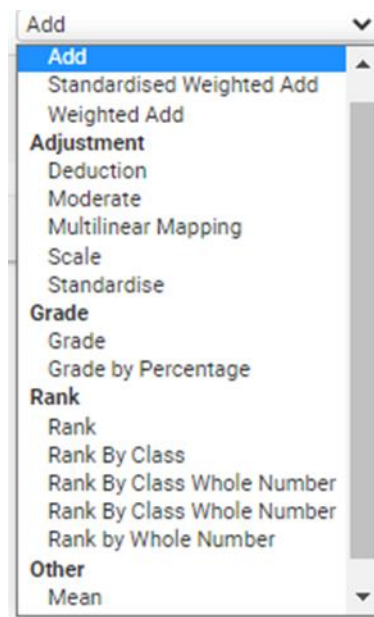 Add
Add
Standardised Weighted Add
Weighted Add
Adjustment
Deduction
Moderate
Multilinear Mapping
Scale
Standardise
Grade
Grade
Grade by Percentage
Rank
Rank
Rank By Class
Rank By Class Whole Number
Rank By Class Whole Number
Rank by Whole Number
Other
Mean